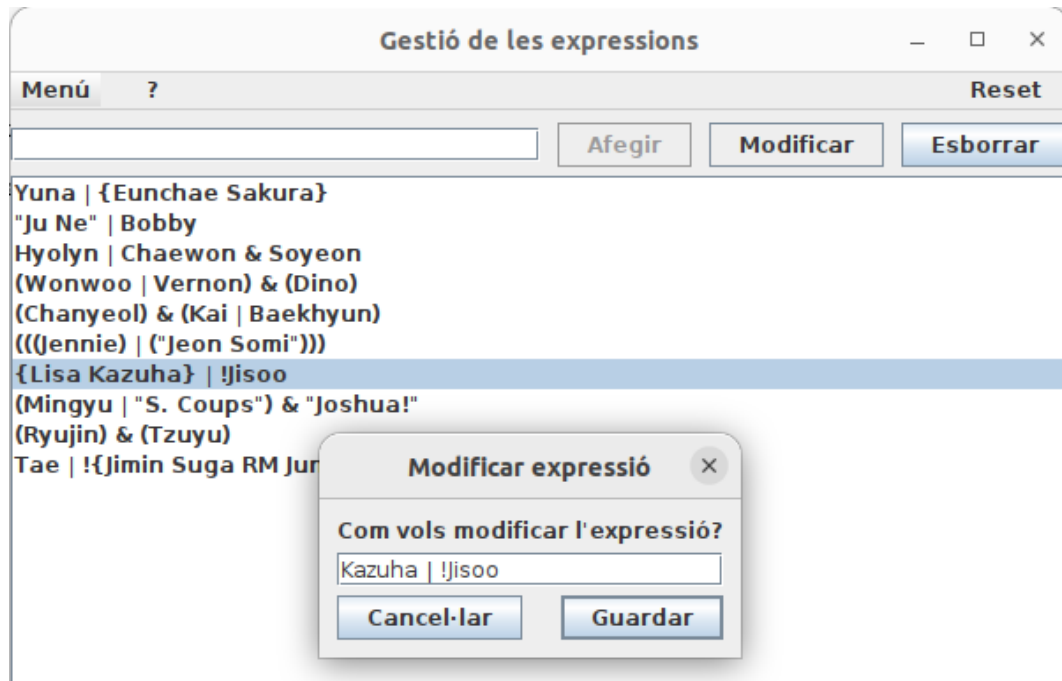 Gestió de les expressions
Menú ? Reset
Afegir Modificar Esborrar
Yuna | {Eunchae Sakura}
"Ju Ne" | Bobby
Hyolyn | Chaewon & Soyeon
(Wonwoo | Vernon) & (Dino)
(Chanyeol) & (Kai | Baekhyun)
(((Jennie) | ("Jeon Somi")))
{Lisa Kazuha} | !Jisoo
(Mingyu | "S. Coups") & "Joshua!"
(Ryujin) & (Tzuyu)
Tae | !{Jimin Suga RM
Modificar expressió
Com vols modificar l'expressió?
Kazuha | !Jisoo
Cancel·lar Guardar